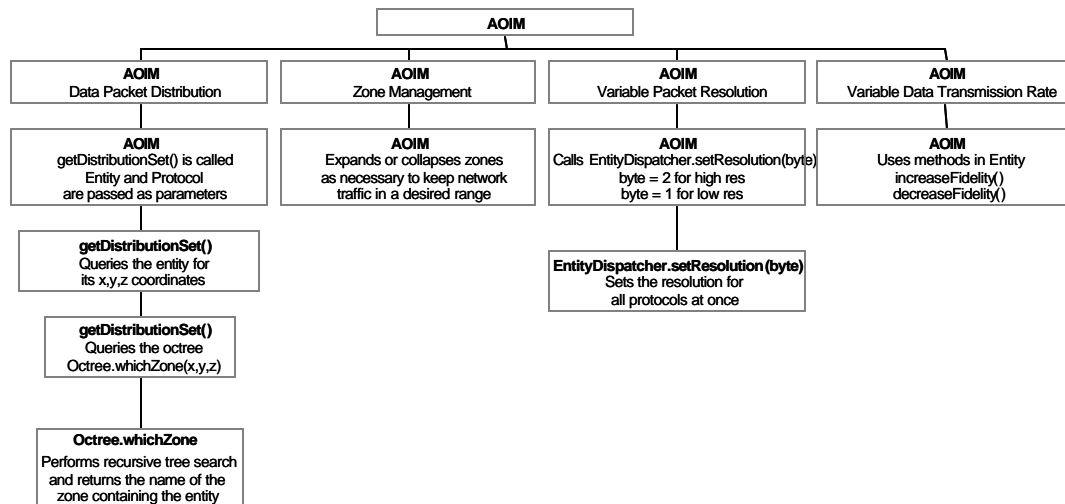 AOIM
AOIM
Data Packet Distribution
AOIM
Zone Management
AOIM
Variable Packet Resolution
AOIM
Variable Data Transmission Rate
AOIM
getDistributionSet() is called
Entity and Protocol
are passed as parameters
AOIM
Expands or collapses zones
as necessary to keep network
traffic in a desired range
AOIM
Calls EntityDispatcher.setResolution(byte)
byte = 2 for high res
byte = 1 for low res
AOIM
Uses methods in Entity
increaseFidelity()
decreaseFidelity()
getDistributionSet()
Queries the entity for
its x,y,z coordinates
EntityDispatcher.setResolution(byte)
Sets the resolution for
all protocols at once
getDistributionSet()
Queries the octree
Octree.whichZone(x,y,z)
Octree.whichZone
Performs recursive tree search
and returns the name of the
zone containing the entity